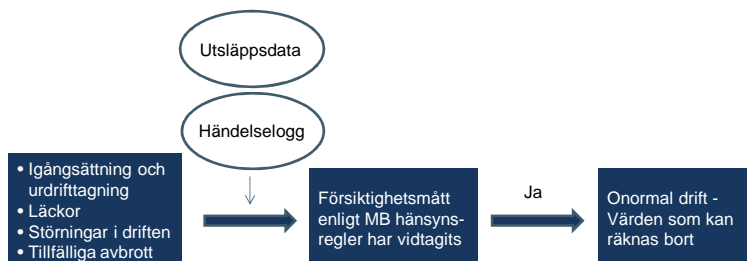 Utsläppsdata
Händelselogg
• Igångsättning och
urdrifttagning
• Läckor
• Störningar i driften
• Tillfälliga avbrott
Försiktighetsmått
enligt MB hänsyns-
regler har vidtagits
Ja
Onormal drift -
Värden som kan
räknas bort